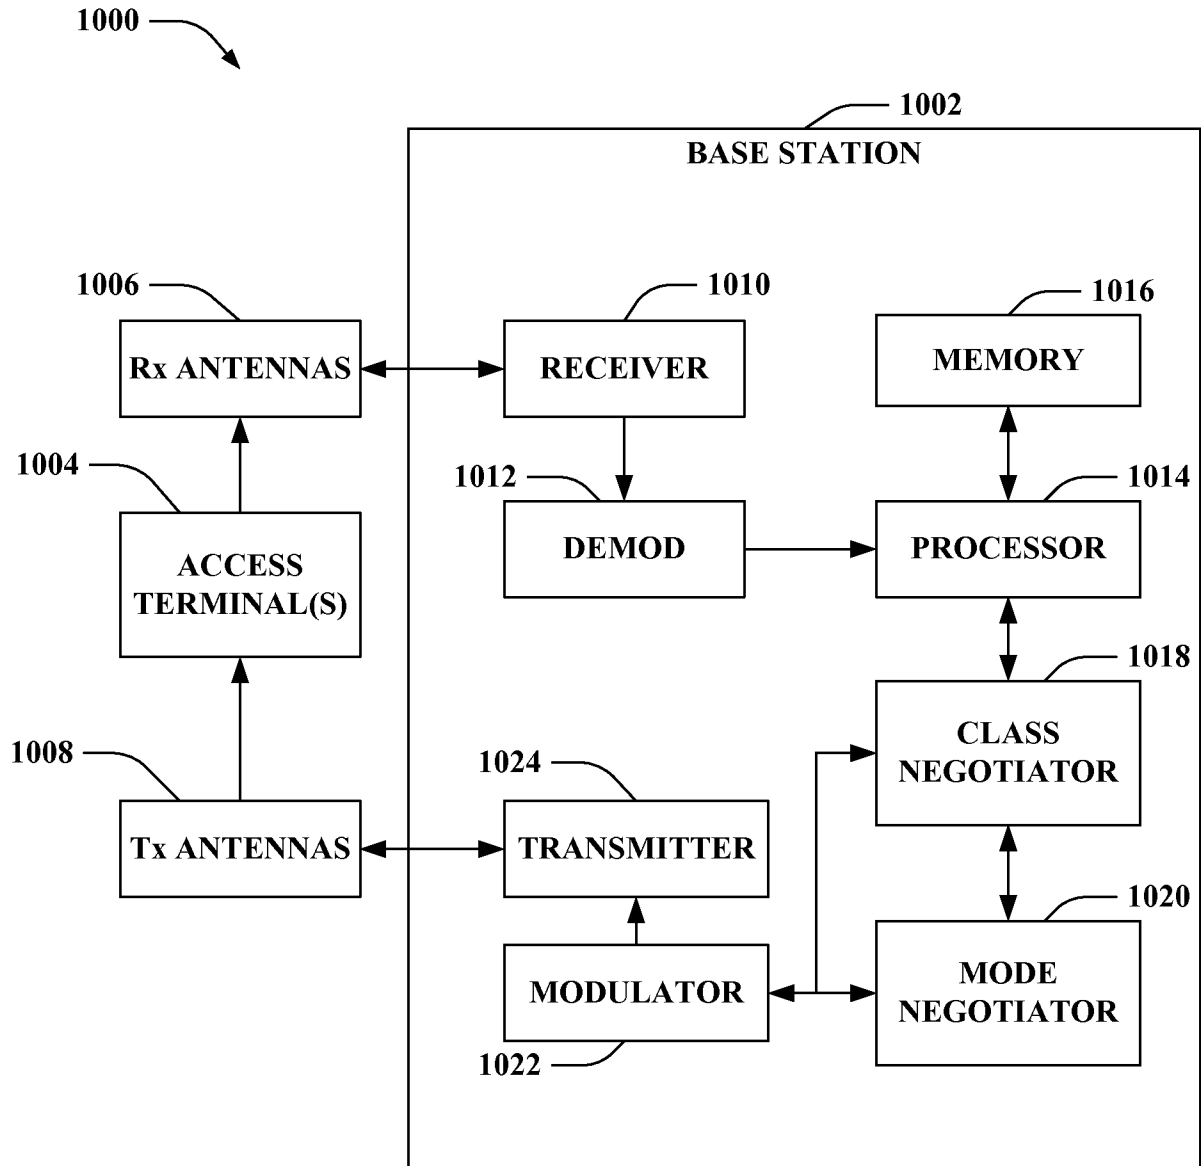 1000
1002
BASE STATION
1006
1010
1016
Rx ANTENNAS
RECEIVER
MEMORY
1004
1012
1014
ACCESS
TERMINAL(S)
DEMOD
PROCESSOR
1018
1008
1024
CLASS
NEGOTIATOR
Tx ANTENNAS
TRANSMITTER
1020
MODULATOR
MODE
NEGOTIATOR
1022